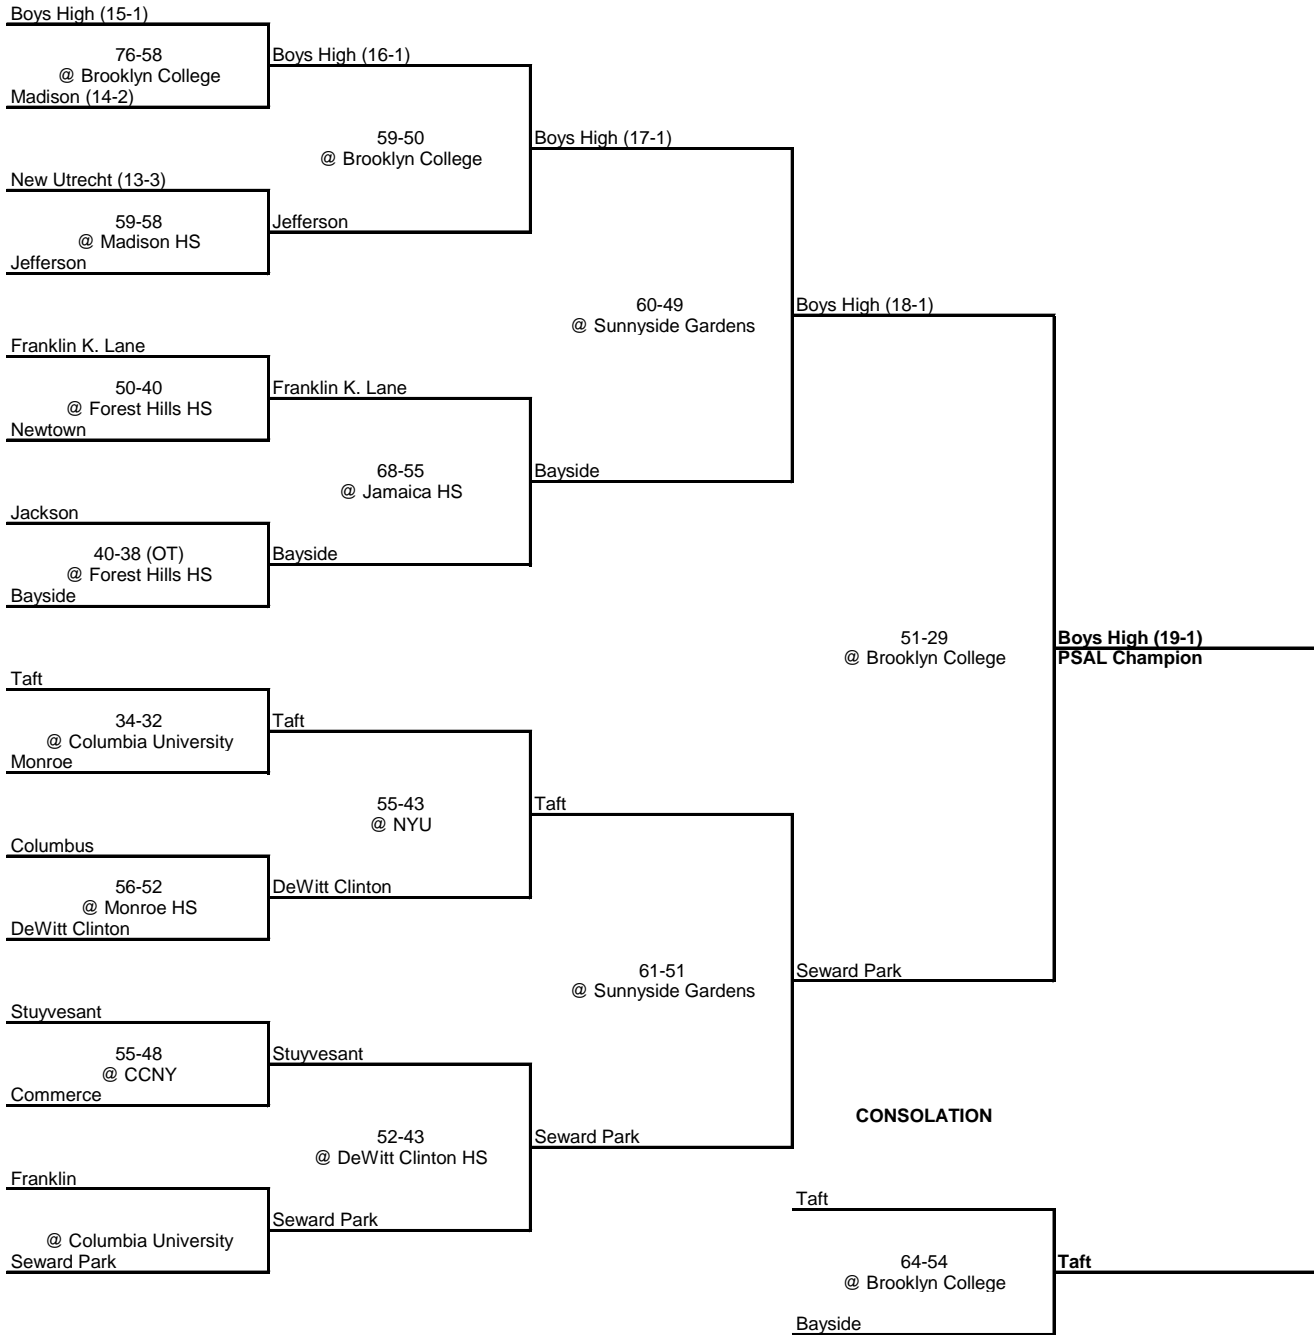 Boys High (15-1)
76-58
@ Brooklyn College
Boys High (16-1)
Madison (14-2)
59-50
@ Brooklyn College
Boys High (17-1)
New Utrecht (13-3)
59-58
@ Madison HS
Jefferson
Jefferson
60-49
@ Sunnyside Gardens
Boys High (18-1)
Franklin K. Lane
50-40
@ Forest Hills HS
Franklin K. Lane
Newtown
68-55
@ Jamaica HS
Bayside
Jackson
40-38 (OT)
@ Forest Hills HS
Bayside
Bayside
51-29
@ Brooklyn College
Boys High (19-1)
PSAL Champion
Taft
34-32
@ Columbia University
Taft
Monroe
55-43
@ NYU
Taft
Columbus
56-52
@ Monroe HS
DeWitt Clinton
DeWitt Clinton
61-51
@ Sunnyside Gardens
Seward Park
Stuyvesant
55-48
@ CCNY
Stuyvesant
Commerce
CONSOLATION
52-43
@ DeWitt Clinton HS
Seward Park
Franklin
Taft
Seward Park
@ Columbia University
Seward Park
64-54
@ Brooklyn College
Taft
Bayside